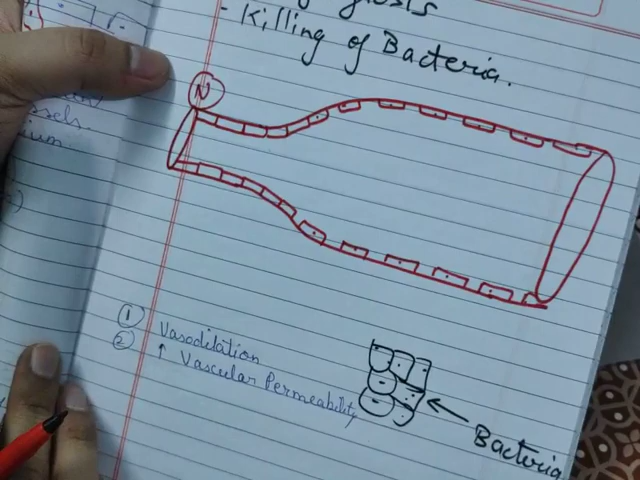 - Killing of Bacteria.
N
① Vasodilation
② ↑ Vascular Permeability
Bacteria